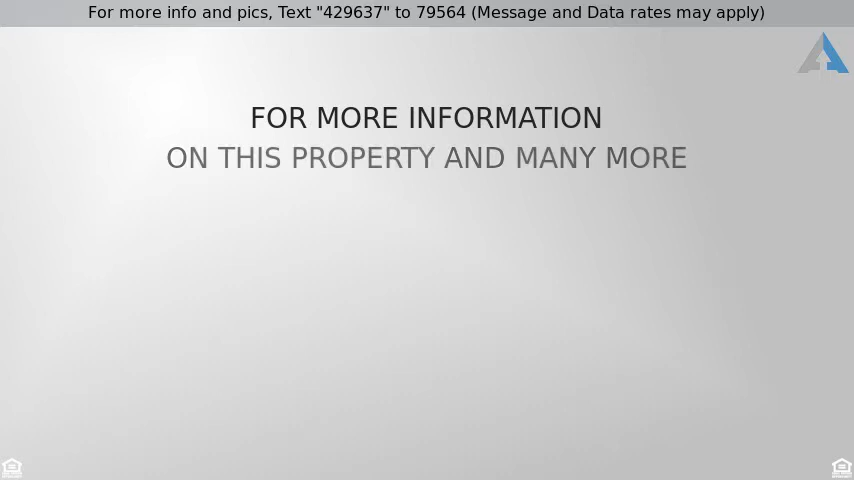 For more info and pics, Text "429637" to 79564 (Message and Data rates may apply)
FOR MORE INFORMATION
ON THIS PROPERTY AND MANY MORE